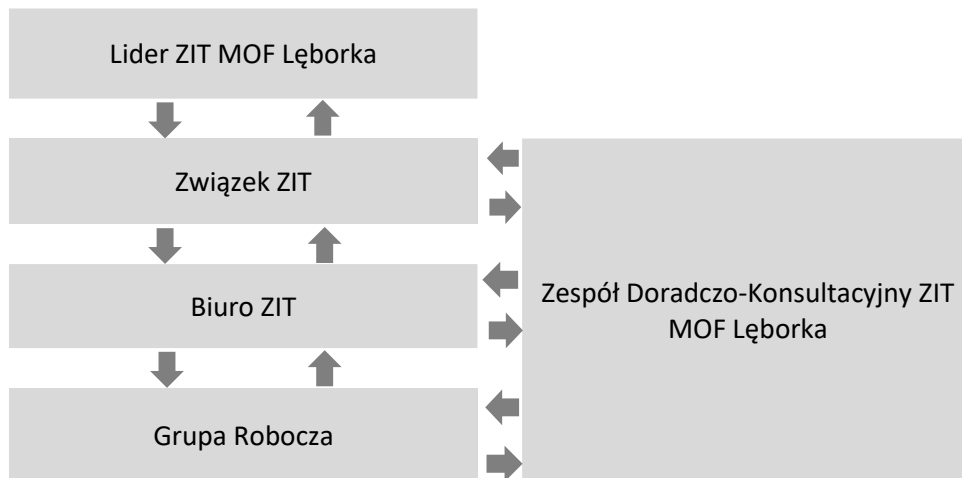 Lider ZIT MOF Lęborka
Związek ZIT
Biuro ZIT
Zespół Doradczo-Konsultacyjny ZIT
MOF Lęborka
Grupa Robocza